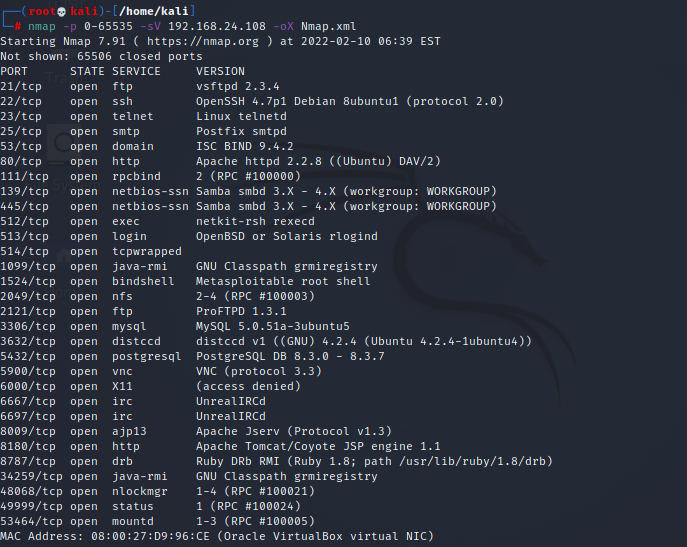 (root💀kali)-[/home/kali]
# nmap -p 0-65535 -sV 192.168.24.108 -oX Nmap.xml
Starting Nmap 7.91 ( https://nmap.org ) at 2022-02-10 06:39 EST
Not shown: 65506 closed ports
PORT      STATE SERVICE     VERSION
21/tcp    open  ftp         vsftpd 2.3.4
22/tcp    open  ssh         OpenSSH 4.7p1 Debian 8ubuntu1 (protocol 2.0)
23/tcp    open  telnet      Linux telnetd
25/tcp    open  smtp        Postfix smtpd
53/tcp    open  domain      ISC BIND 9.4.2
80/tcp    open  http        Apache httpd 2.2.8 ((Ubuntu) DAV/2)
111/tcp   open  rpcbind     2 (RPC #100000)
139/tcp   open  netbios-ssn Samba smbd 3.X - 4.X (workgroup: WORKGROUP)
445/tcp   open  netbios-ssn Samba smbd 3.X - 4.X (workgroup: WORKGROUP)
512/tcp   open  exec        netkit-rsh rexecd
513/tcp   open  login       OpenBSD or Solaris rlogind
514/tcp   open  tcpwrapped
1099/tcp  open  java-rmi    GNU Classpath grmiregistry
1524/tcp  open  bindshell   Metasploitable root shell
2049/tcp  open  nfs         2-4 (RPC #100003)
2121/tcp  open  ftp         ProFTPD 1.3.1
3306/tcp  open  mysql       MySQL 5.0.51a-3ubuntu5
3632/tcp  open  distccd     distccd v1 ((GNU) 4.2.4 (Ubuntu 4.2.4-1ubuntu4))
5432/tcp  open  postgresql  PostgreSQL DB 8.3.0 - 8.3.7
5900/tcp  open  vnc         VNC (protocol 3.3)
6000/tcp  open  X11         (access denied)
6667/tcp  open  irc         UnrealIRCd
6697/tcp  open  irc         UnrealIRCd
8009/tcp  open  ajp13       Apache Jserv (Protocol v1.3)
8180/tcp  open  http        Apache Tomcat/Coyote JSP engine 1.1
8787/tcp  open  drb         Ruby DRb RMI (Ruby 1.8; path /usr/lib/ruby/1.8/drb)
34259/tcp open  java-rmi    GNU Classpath grmiregistry
48068/tcp open  nlockmgr    1-4 (RPC #100021)
49999/tcp open  status      1 (RPC #100024)
53464/tcp open  mountd      1-3 (RPC #100005)
MAC Address: 08:00:27:D9:96:CE (Oracle VirtualBox virtual NIC)